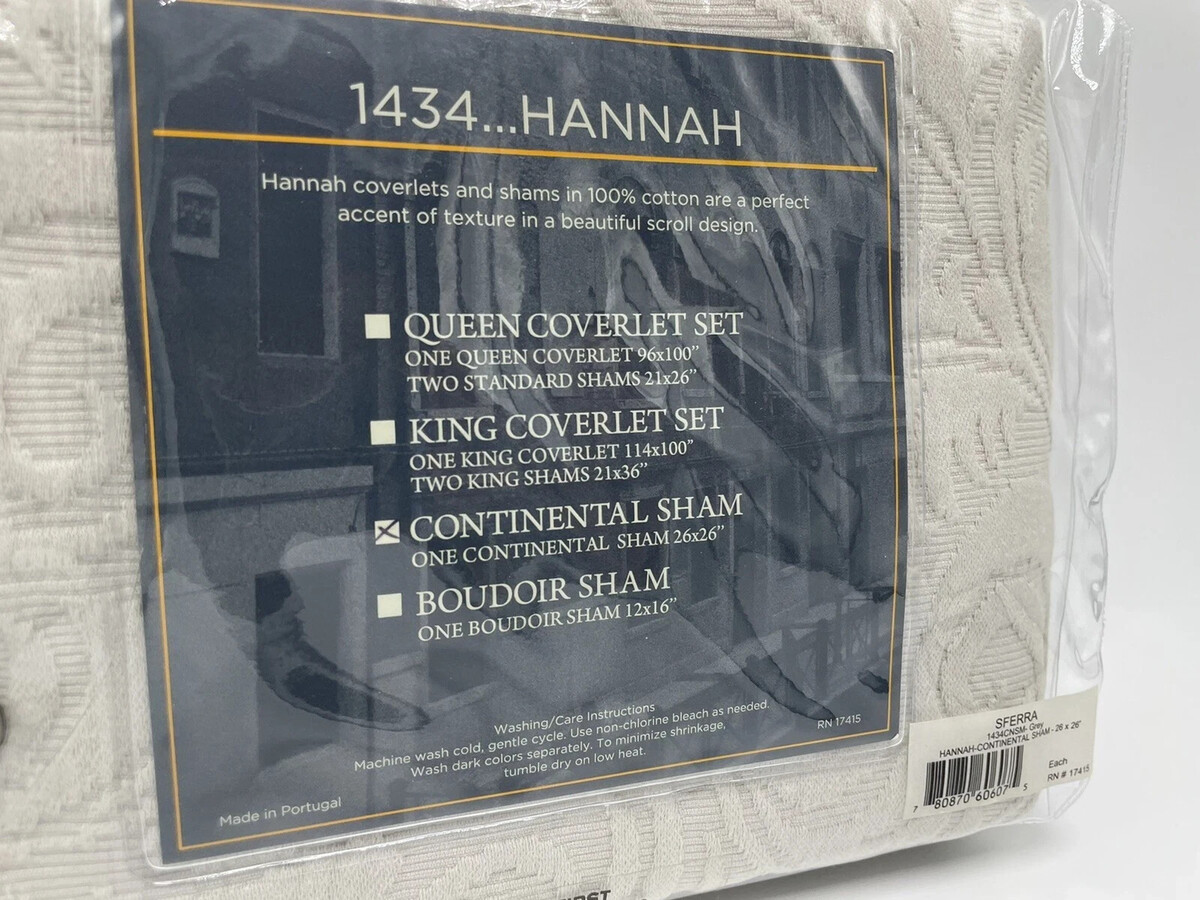 1434...HANNAH
Hannah coverlets and shams in 100% cotton are a perfect
accent of texture in a beautiful scroll design.
QUEEN COVERLET SET
ONE QUEEN COVERLET 96x100”
TWO STANDARD SHAMS 21x26”
KING COVERLET SET
ONE KING COVERLET 114x100”
TWO KING SHAMS 21x36”
CONTINENTAL SHAM
ONE CONTINENTAL SHAM 26x26”
BOUDOIR SHAM
ONE BOUDOIR SHAM 12x16”
Washing/Care Instructions
Machine wash cold, gentle cycle. Use non-chlorine bleach as needed.
Wash dark colors separately. To minimize shrinkage,
tumble dry on low heat.
RN 17415
Made in Portugal
SFERRA
1434CNSM- Grey
HANNAH-CONTINENTAL SHAM - 26 x 26"
Each
RN # 17415
7 80870 60607 5